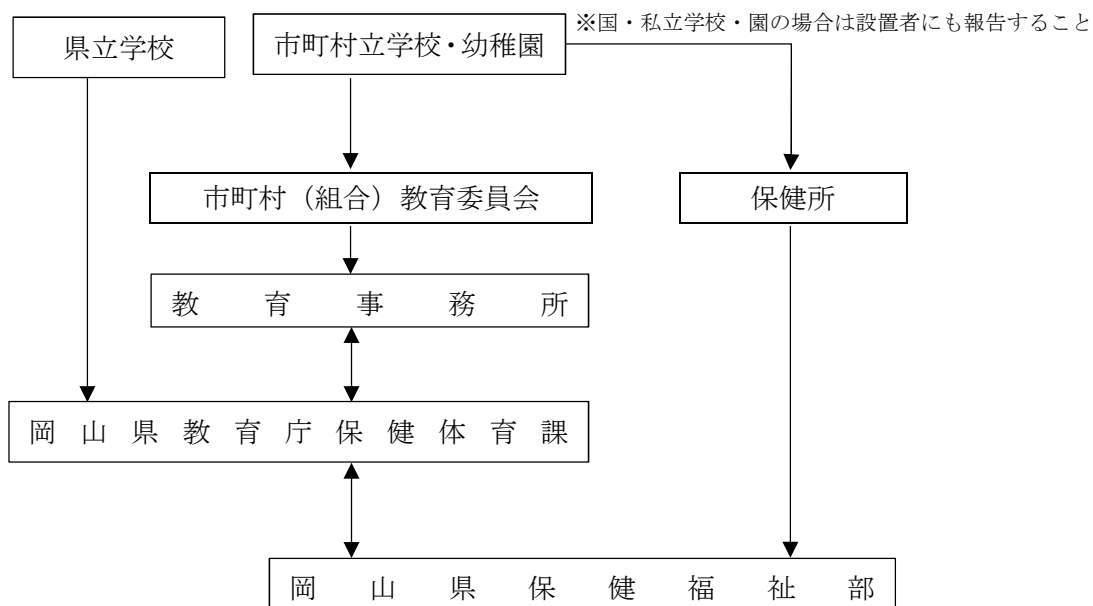 県立学校
市町村立学校・幼稚園
※国・私立学校・園の場合は設置者にも報告すること
市町村（組合）教育委員会
保健所
教育事務所
岡山県教育庁保健体育課
岡山県保健福祉部